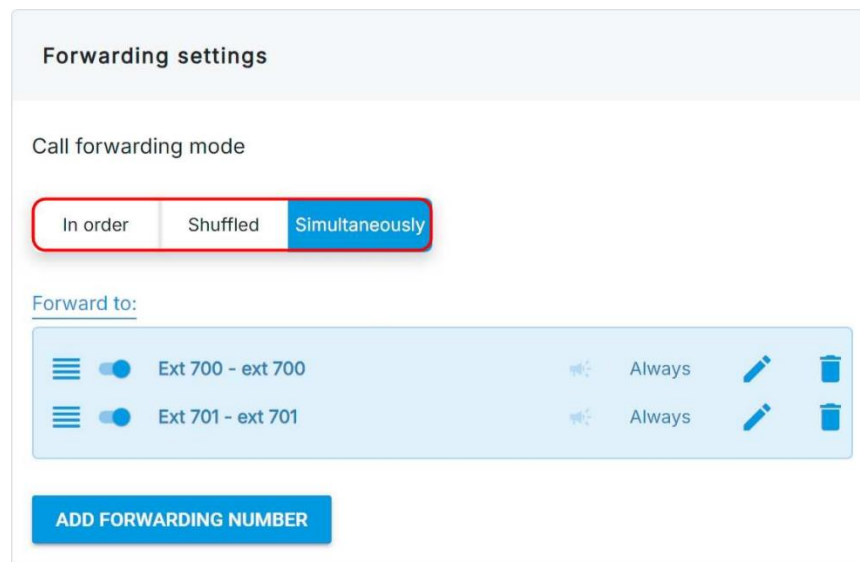 Forwarding settings
Call forwarding mode
In order Shuffled Simultaneously
Forward to:
Ext 700 - ext 700 Always
Ext 701 - ext 701 Always
ADD FORWARDING NUMBER